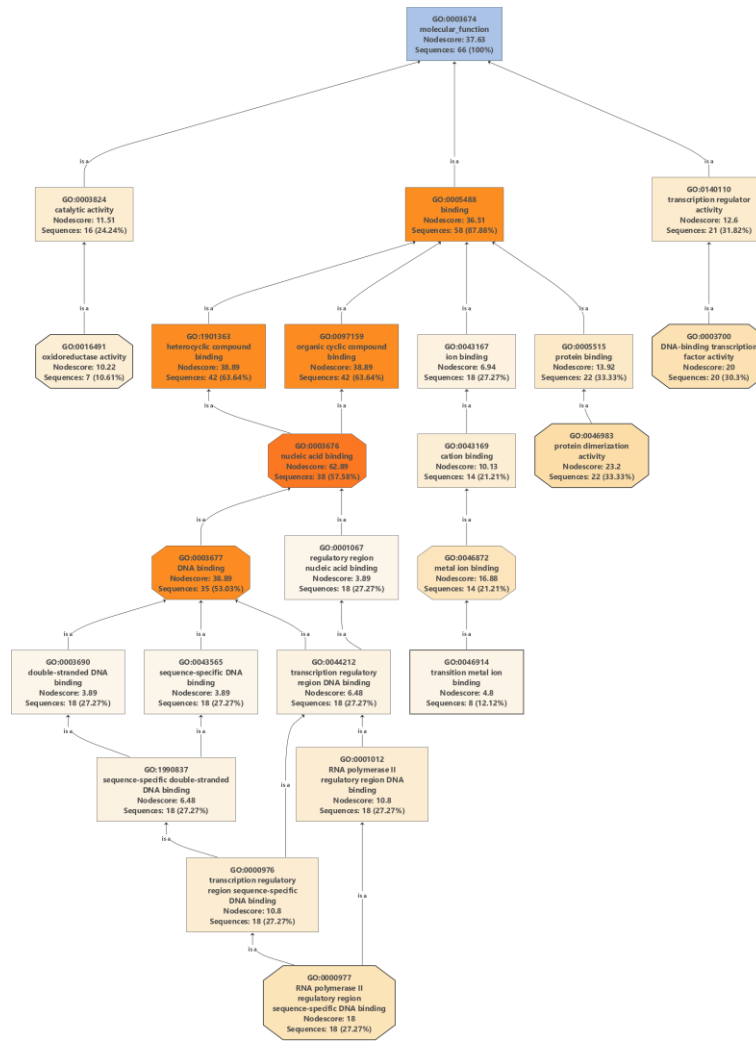 GO:0003674
molecular_function
Nodescore: 37.63
Sequences: 66 (100%)
is a
is a
is a
GO:0003824
catalytic activity
Nodescore: 11.51
Sequences: 16 (24.24%)
GO:0005488
binding
Nodescore: 36.51
Sequences: 58 (87.88%)
GO:0140110
transcription regulator
activity
Nodescore: 12.6
Sequences: 21 (31.82%)
is a
is a
is a
is a
is a
is a
GO:0016491
oxidoreductase activity
Nodescore: 10.22
Sequences: 7 (10.61%)
GO:1901363
heterocyclic compound
binding
Nodescore: 38.89
Sequences: 42 (63.64%)
GO:0097159
organic cyclic compound
binding
Nodescore: 38.89
Sequences: 42 (63.64%)
GO:0043167
ion binding
Nodescore: 6.94
Sequences: 18 (27.27%)
GO:0005515
protein binding
Nodescore: 13.92
Sequences: 22 (33.33%)
GO:0003700
DNA-binding transcription
factor activity
Nodescore: 20
Sequences: 20 (30.3%)
is a
is a
is a
is a
GO:0003676
nucleic acid binding
Nodescore: 62.89
Sequences: 38 (57.58%)
GO:0043169
cation binding
Nodescore: 10.13
Sequences: 14 (21.21%)
GO:0046983
protein dimerization
activity
Nodescore: 23.2
Sequences: 22 (33.33%)
is a
is a
is a
GO:0003677
DNA binding
Nodescore: 38.89
Sequences: 35 (53.03%)
GO:0001067
regulatory region
nucleic acid binding
Nodescore: 3.89
Sequences: 18 (27.27%)
GO:0046872
metal ion binding
Nodescore: 16.88
Sequences: 14 (21.21%)
is a
is a
is a
is a
is a
GO:0003690
double-stranded DNA
binding
Nodescore: 3.89
Sequences: 18 (27.27%)
GO:0043565
sequence-specific DNA
binding
Nodescore: 3.89
Sequences: 18 (27.27%)
GO:0044212
transcription regulatory
region DNA binding
Nodescore: 6.48
Sequences: 18 (27.27%)
GO:0046914
transition metal ion
binding
Nodescore: 4.8
Sequences: 8 (12.12%)
is a
is a
is a
is a
GO:1990837
sequence-specific double-stranded
DNA binding
Nodescore: 6.48
Sequences: 18 (27.27%)
GO:0001012
RNA polymerase II
regulatory region DNA
binding
Nodescore: 10.8
Sequences: 18 (27.27%)
is a
is a
GO:0000976
transcription regulatory
region sequence-specific
DNA binding
Nodescore: 10.8
Sequences: 18 (27.27%)
is a
GO:0000977
RNA polymerase II
regulatory region
sequence-specific DNA binding
Nodescore: 18
Sequences: 18 (27.27%)